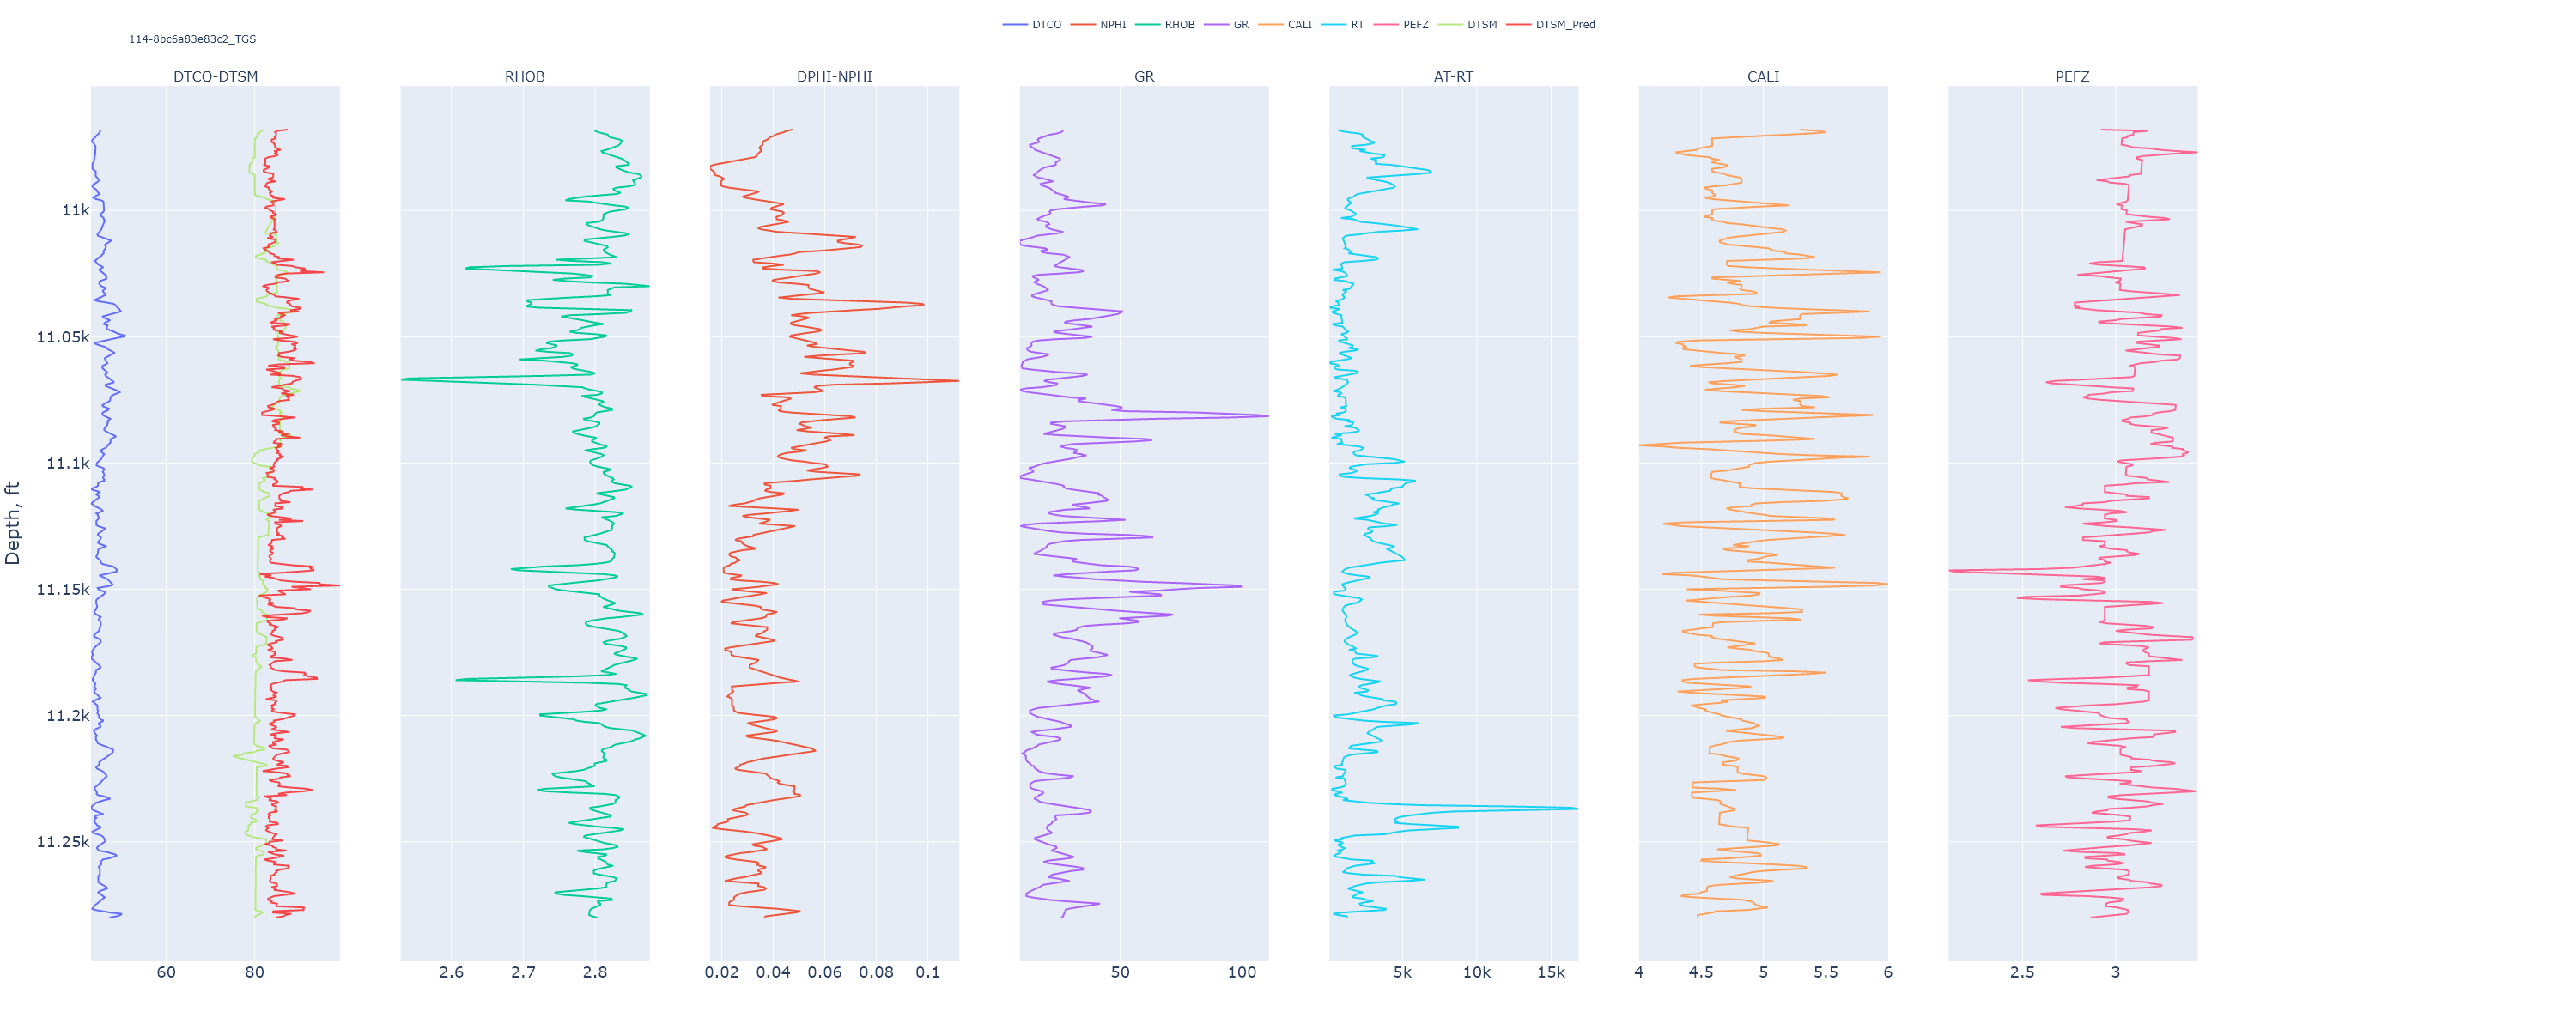 DTCO NPHI RHOB GR CALI RT PEFZ DTSM DTSM_Pred
114-8bc6a83e83c2_TGS
DTCO-DTSM RHOB DPHI-NPHI GR AT-RT CALI PEFZ
Depth, ft
11k
11.05k
11.1k
11.15k
11.2k
11.25k
60 80 2.6 2.7 2.8 0.02 0.04 0.06 0.08 0.1 50 100 5k 10k 15k 4 4.5 5 5.5 6 2.5 3